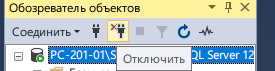 Обозреватель объектов
Соединить
PC-201-01\S
QL Server 12
Отключить